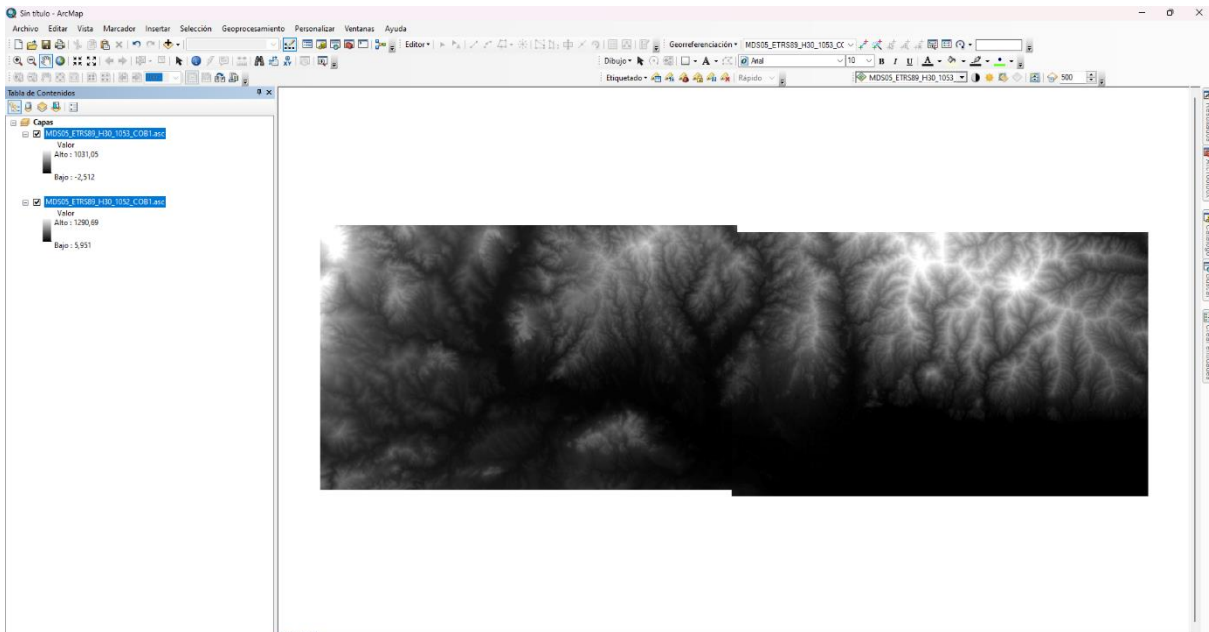 Sin título - ArcMap
Archivo Editar Vista Marcador Insertar Selección Geoprocesamiento Personalizar Ventanas Ayuda
Editor Georreferenciación MDS05_ETRS89_H30_1053_CC
Dibujo A Arial 10 B I U A
Etiquetado Rápido MDS05_ETRS89_H30_1053_ 500
Tabla de Contenidos
Capas
MDS05_ETRS89_H30_1053_COB1.asc
Valor
Alto : 1031,05
Bajo : -2,512
MDS05_ETRS89_H30_1052_COB1.asc
Valor
Alto : 1290,69
Bajo : 5,951